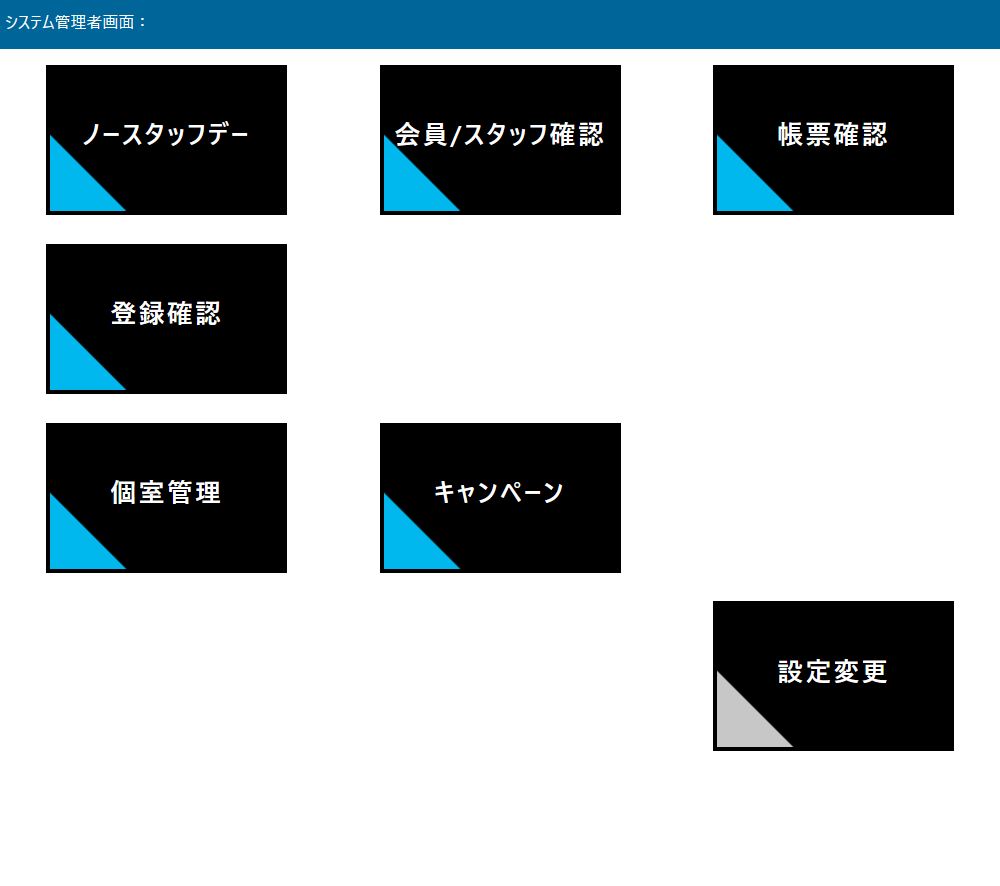 システム管理者画面：
ノースタッフデー
会員/スタッフ確認
帳票確認
登録確認
個室管理
キャンペーン
設定変更